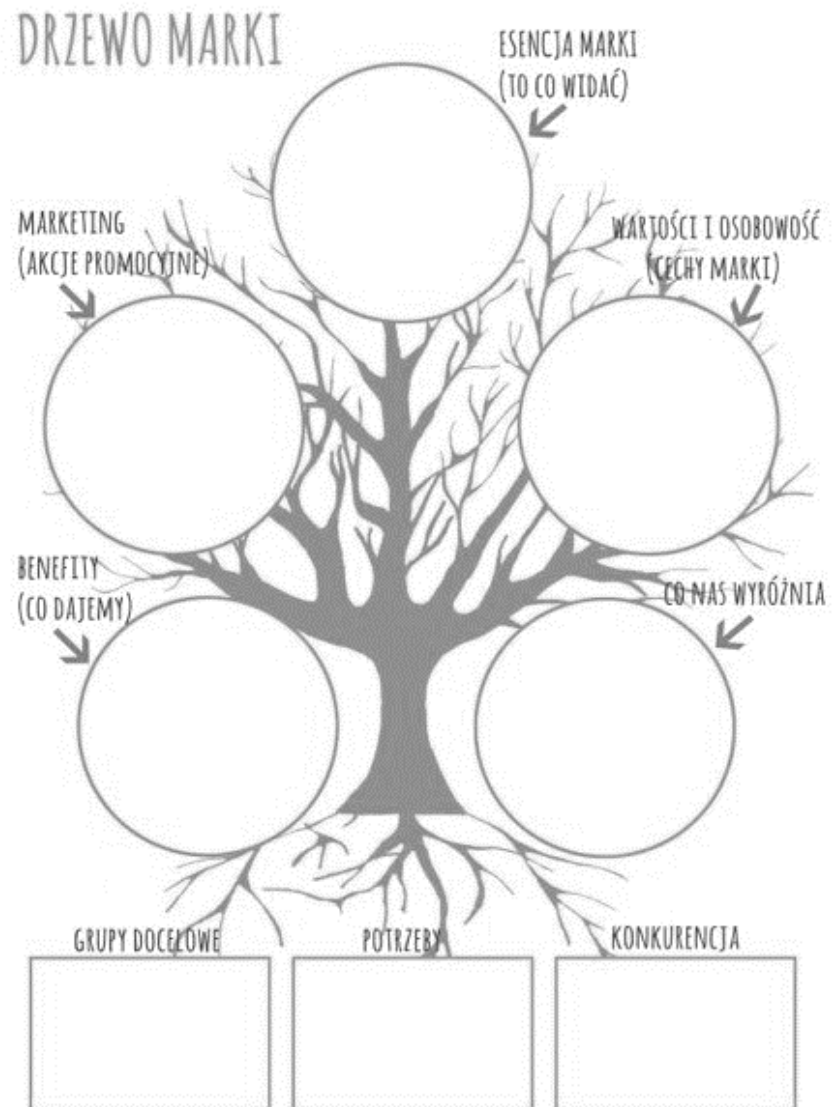 DRZEWO MARKI
ESENCJA MARKI
(TO CO WIDAĆ)
MARKETING
(AKCJE PROMOCYJNE)
WARTOŚCI I OSOBOWOŚĆ
(CECHY MARKI)
BENEFITY
(CO DAJEMY)
CO NAS WYRÓŻNIA
GRUPY DOCELOWE
POTRZEBY
KONKURENCJA